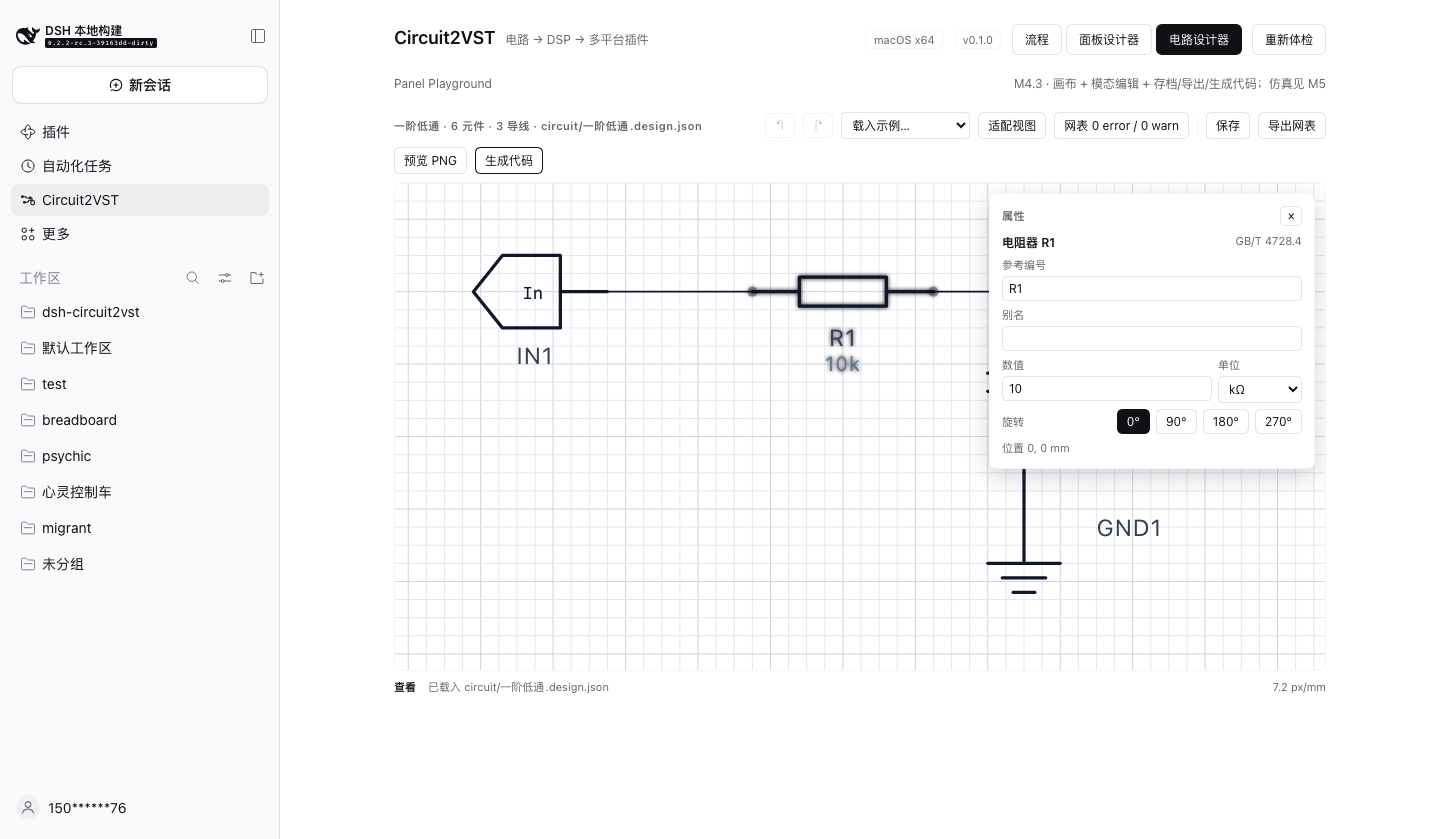 DSH 本地构建
0.2.2-rc.3-39163dd-dirty
新会话
插件
自动化任务
Circuit2VST
更多
工作区
dsh-circuit2vst
默认工作区
test
breadboard
psychic
心灵控制车
migrant
未分组
150******76
Circuit2VST 电路 → DSP → 多平台插件 macOS x64 v0.1.0 流程 面板设计器 电路设计器 重新体检
Panel Playground M4.3 · 画布 + 模态编辑 + 存档/导出/生成代码；仿真见 M5
一阶低通 · 6 元件 · 3 导线 · circuit/一阶低通.design.json 载入示例… 适配视图 网表 0 error / 0 warn 保存 导出网表
预览 PNG 生成代码
In
IN1
R1
10k
GND1
属性 ×
电阻器 R1 GB/T 4728.4
参考编号
R1
别名
数值 单位
10 kΩ
旋转 0° 90° 180° 270°
位置 0, 0 mm
查看 已载入 circuit/一阶低通.design.json 7.2 px/mm